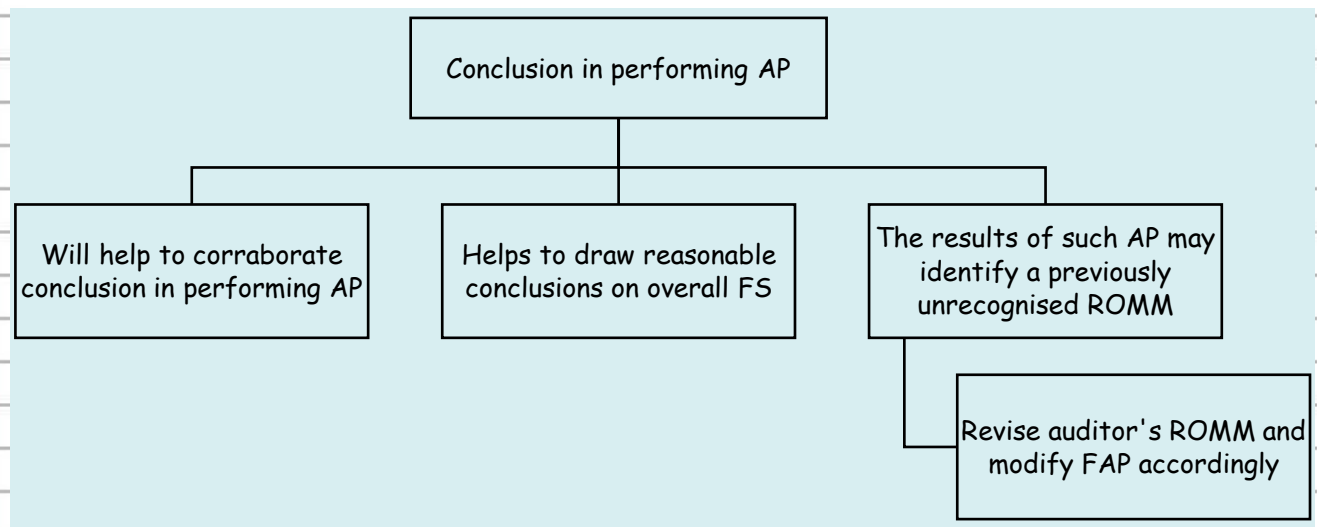 Conclusion in performing AP
Will help to corraborate
conclusion in performing AP
Helps to draw reasonable
conclusions on overall FS
The results of such AP may
identify a previously
unrecognised ROMM
Revise auditor's ROMM and
modify FAP accordingly